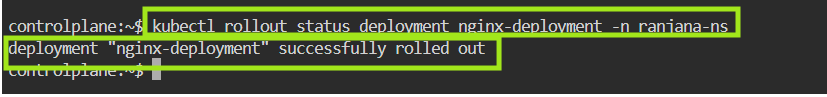 controlplane:~$ kubectl rollout status deployment nginx-deployment -n ranjana-ns
deployment "nginx-deployment" successfully rolled out
controlplane:~$